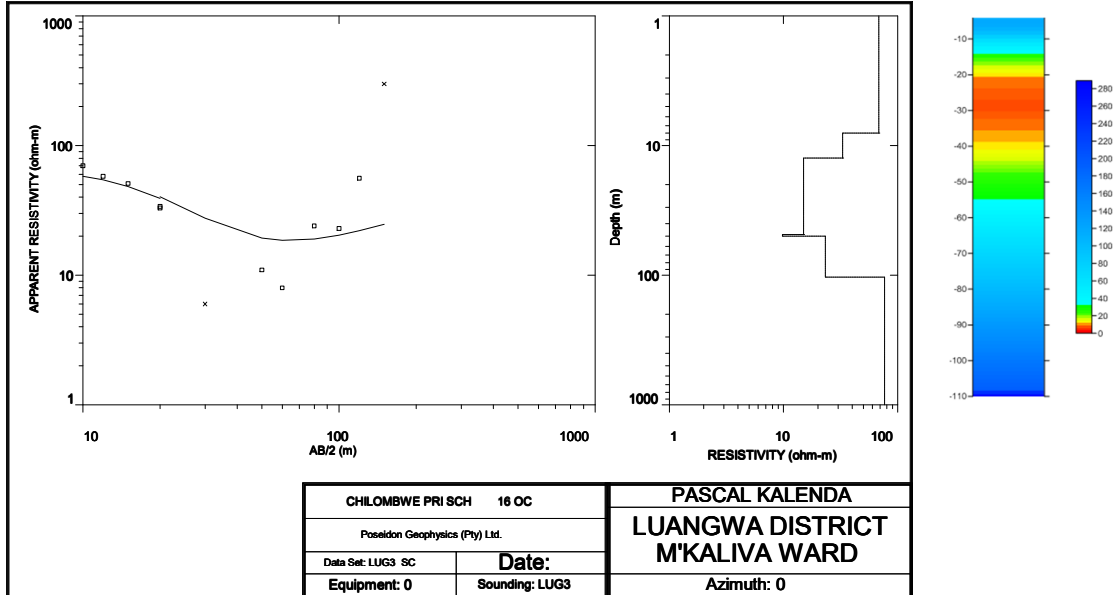 1000
100
10
1
APPARENT RESISTIVITY (ohm-m)
10
100
1000
AB/2 (m)
1
10
100
1000
Depth (m)
1
10
100
RESISTIVITY (ohm-m)
-10
-20
-30
-40
-50
-60
-70
-80
-90
-100
-110
280
260
240
220
200
180
160
140
120
100
80
60
40
20
0
CHILOMBWE PRI SCH 16 OC
Poseidon Geophysics (Pty) Ltd.
Data Set: LUG3 SC
Date:
Equipment: 0
Sounding: LUG3
PASCAL KALENDA
LUANGWA DISTRICT
M'KALIVA WARD
Azimuth: 0